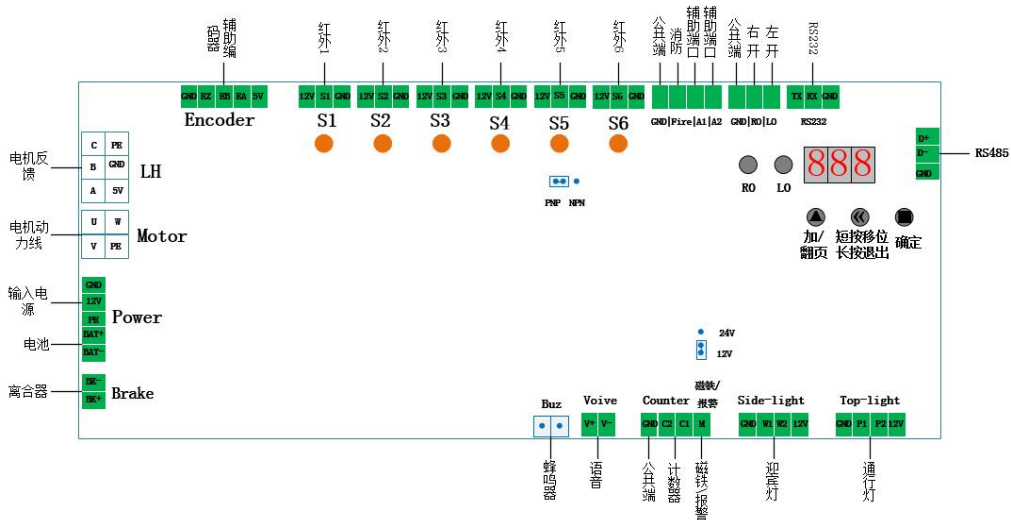 辅助编
码器
红外1
红外2
红外3
红外4
红外5
红外6
公共端
消防
辅助端口
辅助端口
公共端
右开
左开
RS232
GND EZ EB EA 5V
12V S1 GND
12V S2 GND
12V S3 GND
12V S4 GND
12V S5 GND
12V S6 GND
TX RX GND
Encoder
S1
S2
S3
S4
S5
S6
GND|Fire|A1|A2
GND|RO|LO
RS232
D+
D-
GND
RS485
电机反
馈
C PE
B GND
A 5V
LH
PNP NPN
888
RO
LO
电机动
力线
U W
V PE
Motor
加/
翻页
短按移位
长按退出
确定
输入电
源
GND
12V
PE
BAT+
BAT-
Power
电池
24V
12V
离合器
BK-
BK+
Brake
磁铁/
报警
Buz
Voive
Counter
Side-light
Top-light
V+ V-
GND C2 C1 M
GND W1 W2 12V
GND P1 P2 12V
蜂鸣器
语音
公共端
计数器
磁铁/报警
迎宾灯
通行灯